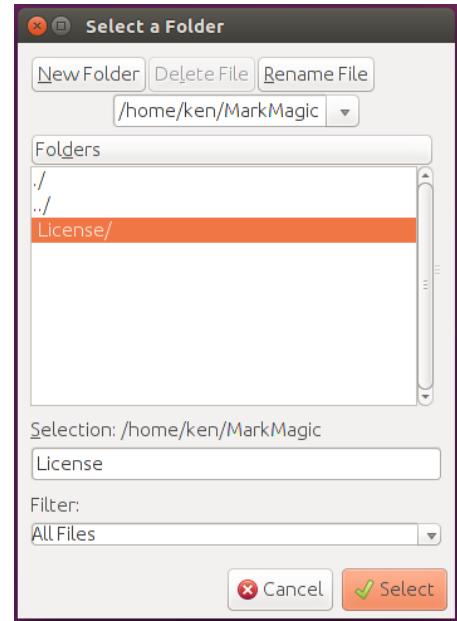 Select a Folder
New Folder Delete File Rename File
/home/ken/MarkMagic
Folders
./
../
License/
Selection: /home/ken/MarkMagic
License
Filter:
All Files
Cancel Select